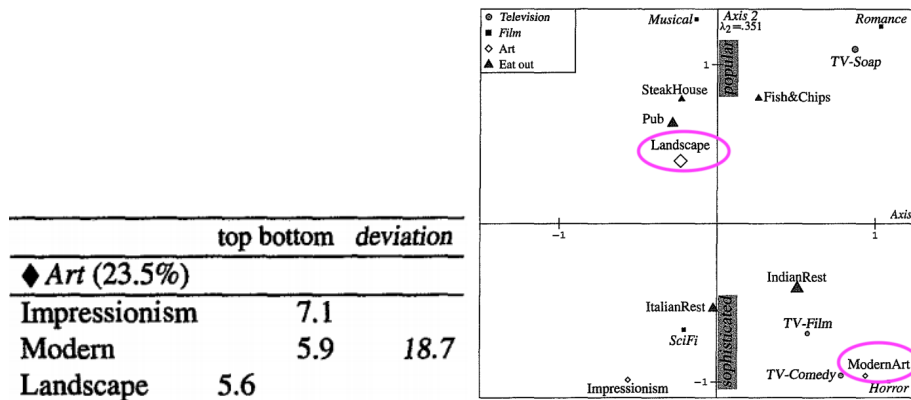 top bottom deviation
◆ Art (23.5%)
Impressionism 7.1
Modern 5.9 18.7
Landscape 5.6
Television
Film
Art
Eat out
Musical
Axis 2
λ₂=.351
Romance
popular
TV-Soap
1
SteakHouse
Fish&Chips
Pub
Landscape
Axis
-1
1
IndianRest
ItalianRest
TV-Film
SciFi
sophisticated
ModernArt
TV-Comedy
Horror
Impressionism
-1